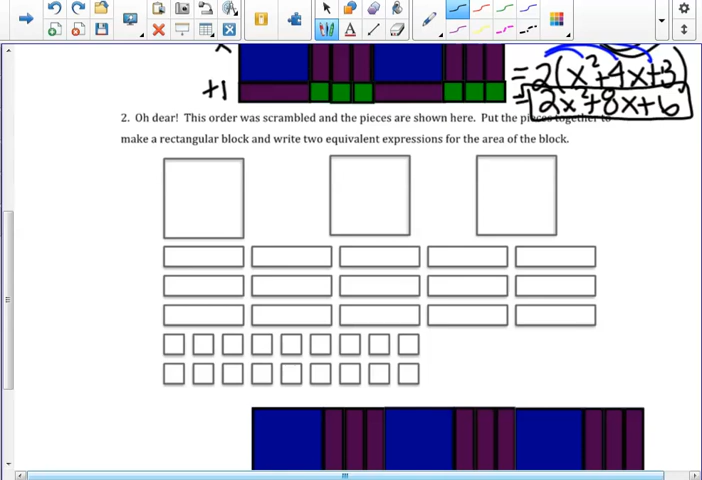 = 2(x²+4x+3)
+1
= 2x²+8x+6
2. Oh dear! This order was scrambled and the pieces are shown here. Put the pieces together to
make a rectangular block and write two equivalent expressions for the area of the block.